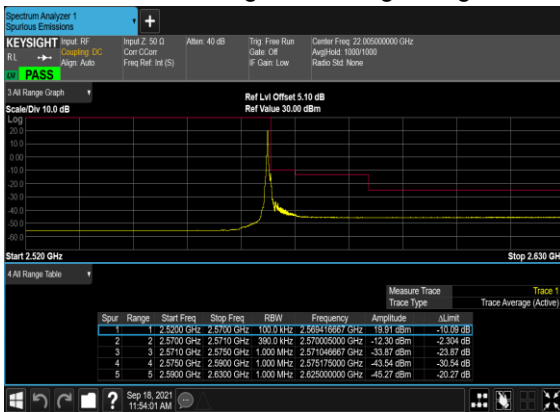 Spectrum Analyzer 1
Spurious Emissions
KEYSIGHT Input: RF Input Z: 50 Ω Atten: 40 dB Trig: Free Run Center Freq: 22.005000000 GHz
RL Coupling: DC Corr CCorr Gate: Off Avg|Hold: 1000/1000
Align: Auto Freq Ref: Int (S) IF Gain: Low Radio Std: None
PASS
3 All Range Graph
Ref Lvl Offset 5.10 dB
Scale/Div 10.0 dB Ref Value 30.00 dBm
Log
20.0
10.0
0.00
-10.0
-20.0
-30.0
-40.0
-50.0
-60.0
Start 2.520 GHz Stop 2.630 GH
4 All Range Table
Measure Trace Trace 1
Trace Type Trace Average (Active)
Spur Range Start Freq Stop Freq RBW Frequency Amplitude ΔLimit
1 1 2.5200 GHz 2.5700 GHz 100.0 kHz 2.569416667 GHz 19.91 dBm -10.09 dB
2 2 2.5700 GHz 2.5710 GHz 390.0 kHz 2.570005000 GHz -12.30 dBm -2.304 dB
3 3 2.5710 GHz 2.5750 GHz 1.000 MHz 2.571046667 GHz -33.87 dBm -23.87 dB
4 4 2.5750 GHz 2.5900 GHz 1.000 MHz 2.575175000 GHz -43.54 dBm -30.54 dB
5 5 2.5900 GHz 2.6300 GHz 1.000 MHz 2.625000000 GHz -45.27 dBm -20.27 dB
Sep 18, 2021
11:54:01 AM